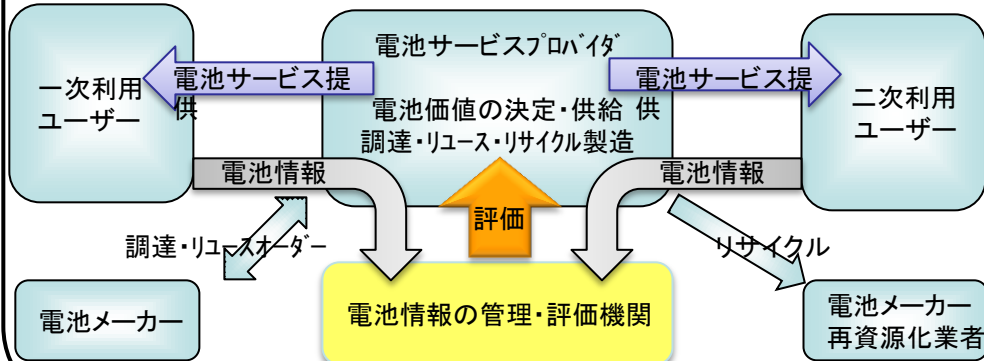 電池サービスプロバイダ
一次利用
ユーザー
電池サービス提
供
電池サービス提
供
二次利用
ユーザー
電池価値の決定・供給
調達・リユース・リサイクル製造
電池情報
電池情報
評価
調達・リユースオーダー
リサイクル
電池メーカー
電池情報の管理・評価機関
電池メーカー
再資源化業者